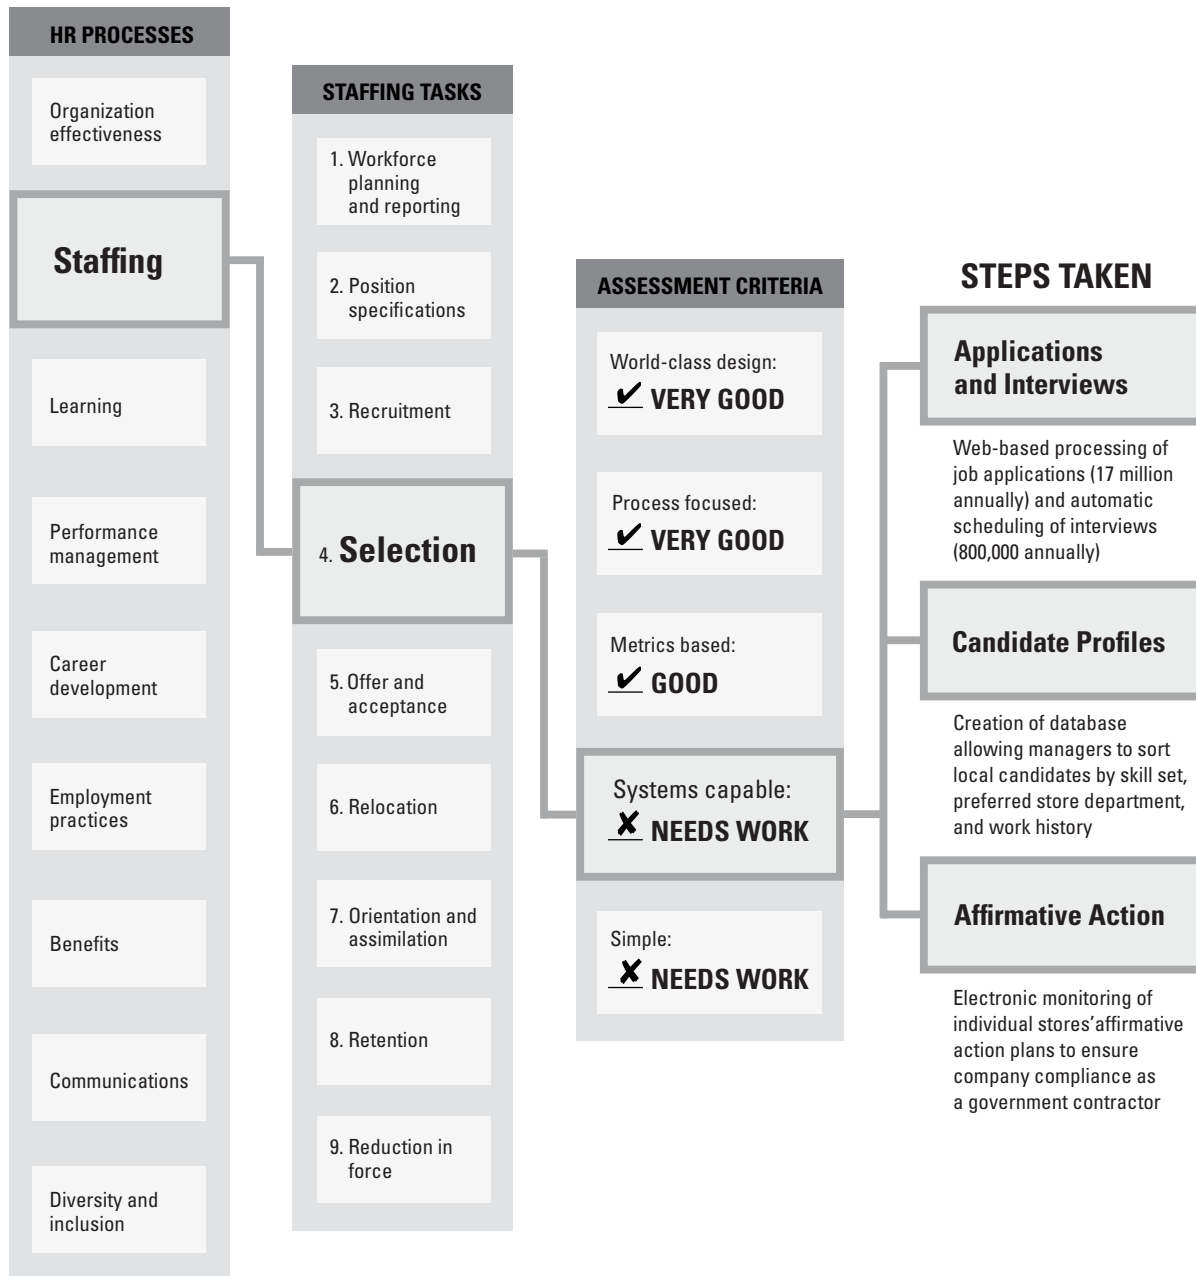 HR PROCESSES
Organization
effectiveness
Staffing
Learning
Performance
management
Career
development
Employment
practices
Benefits
Communications
Diversity and
inclusion
STAFFING TASKS
1. Workforce
planning
and reporting
2. Position
specifications
3. Recruitment
4. Selection
5. Offer and
acceptance
6. Relocation
7. Orientation and
assimilation
8. Retention
9. Reduction in
force
ASSESSMENT CRITERIA
World-class design:
✔ VERY GOOD
Process focused:
✔ VERY GOOD
Metrics based:
✔ GOOD
Systems capable:
✘ NEEDS WORK
Simple:
✘ NEEDS WORK
STEPS TAKEN
Applications
and Interviews
Web-based processing of
job applications (17 million
annually) and automatic
scheduling of interviews
(800,000 annually)
Candidate Profiles
Creation of database
allowing managers to sort
local candidates by skill set,
preferred store department,
and work history
Affirmative Action
Electronic monitoring of
individual stores’affirmative
action plans to ensure
company compliance as
a government contractor